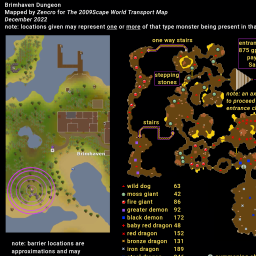 Brimhaven Dungeon
Mapped by Zencro for The 2009Scape World Transport Map
December 2022
note: locations given may represent one or more of that type monster being present in tha
one way stairs
entran
875 gp
pay
Sa
stepping
stones
note: an ax
to proceed
entrance cl
stairs
Brimhaven
wild dog 63
moss giant 42
fire giant 86
greater demon 92
black demon 172
baby red dragon 48
red dragon 152
bronze dragon 131
iron dragon 189
note: barrier locations are
approximations and may